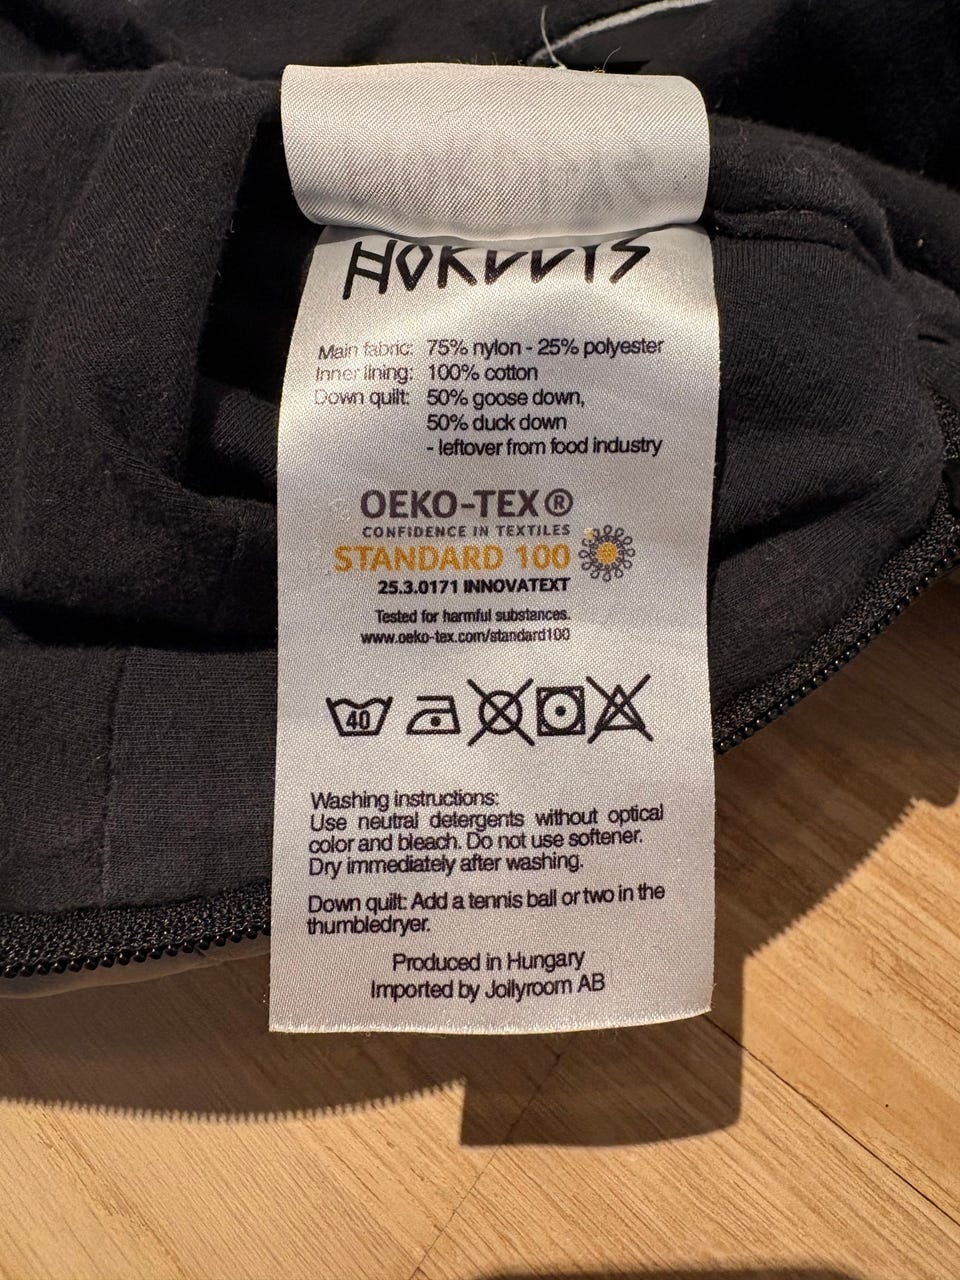 Main fabric: 75% nylon - 25% polyester
Inner lining: 100% cotton
Down quilt: 50% goose down,
50% duck down
- leftover from food industry
OEKO-TEX®
CONFIDENCE IN TEXTILES
STANDARD 100
25.3.0171 INNOVATEXT
Tested for harmful substances.
www.oeko-tex.com/standard100
40
Washing instructions:
Use neutral detergents without optical
color and bleach. Do not use softener.
Dry immediately after washing.
Down quilt: Add a tennis ball or two in the
thumbledryer.
Produced in Hungary
Imported by Jollyroom AB